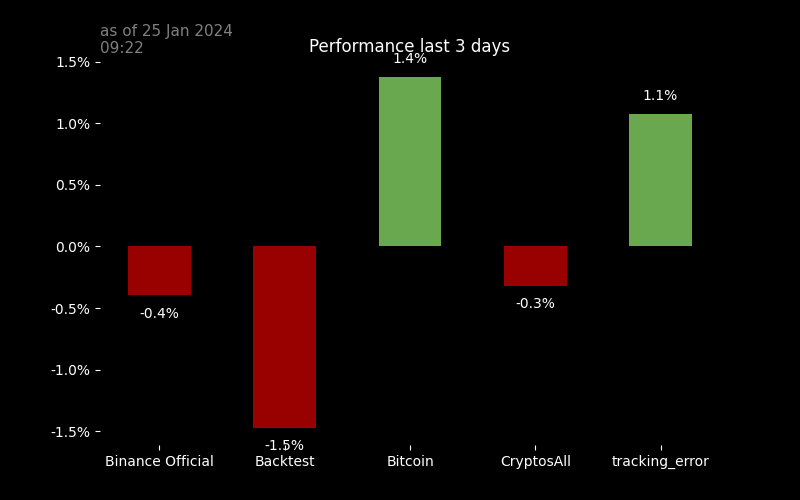 as of 25 Jan 2024
09:22
Performance last 3 days
1.5%
1.4%
1.1%
1.0%
0.5%
0.0%
-0.4%
-0.3%
-0.5%
-1.0%
-1.5%
-1.5%
Binance Official
Backtest
Bitcoin
CryptosAll
tracking_error